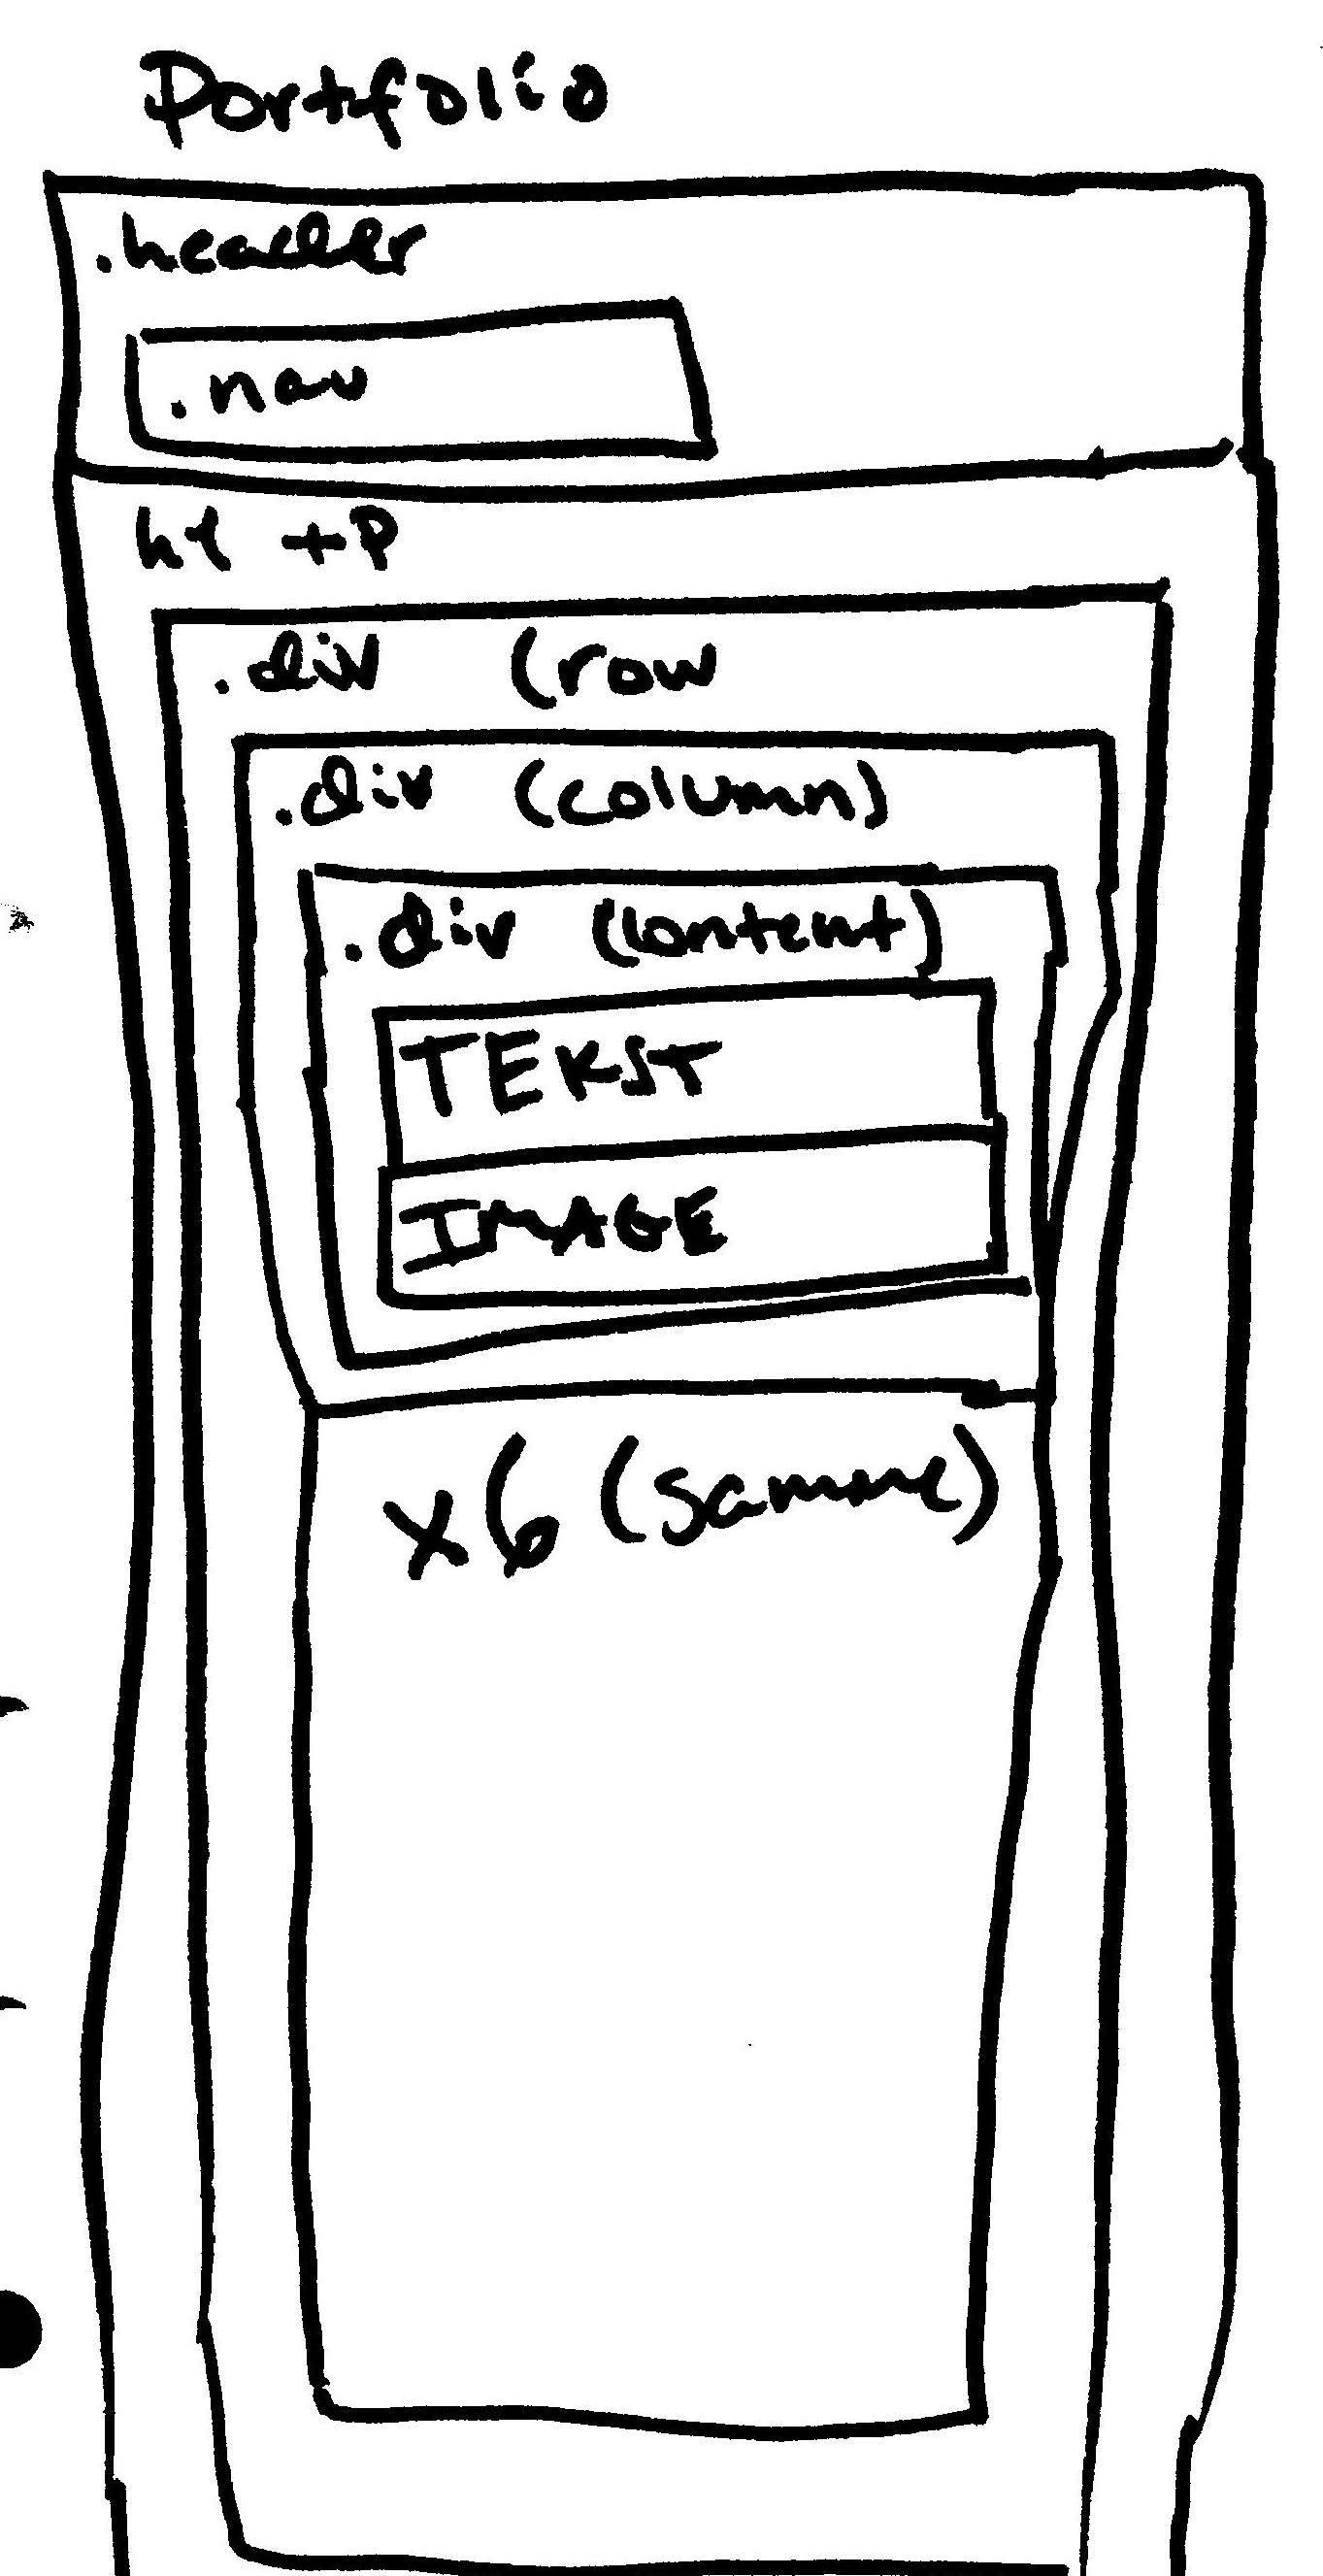 Portfolio
.header
.nav
h1 +P
.div (row
.div (column)
.div (content)
TEKST
IMAGE
x6 (samme)